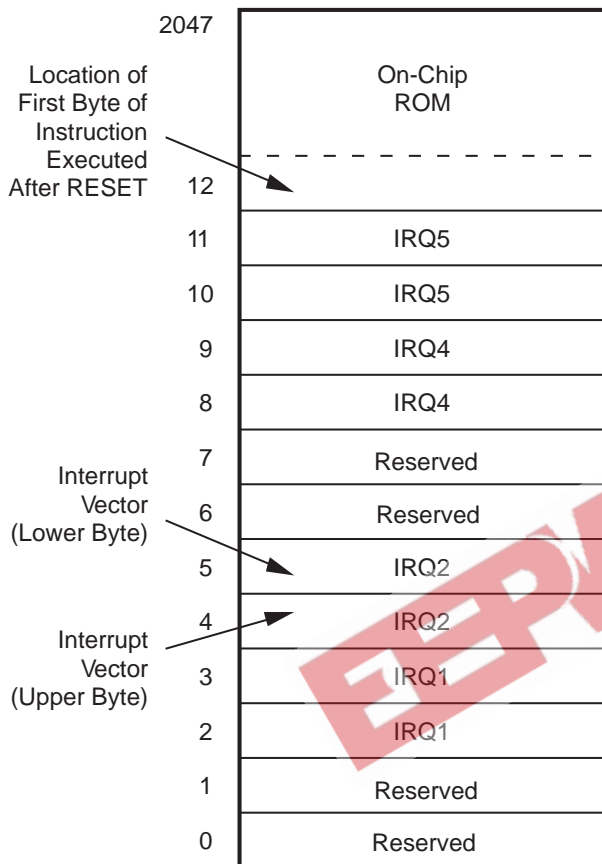 2047
Location of
First Byte of
Instruction
Executed
After RESET
On-Chip
ROM
12
11 IRQ5
10 IRQ5
9 IRQ4
8 IRQ4
7 Reserved
6 Reserved
Interrupt
Vector
(Lower Byte)
5 IRQ2
4 IRQ2
Interrupt
Vector
(Upper Byte)
3 IRQ1
2 IRQ1
1 Reserved
0 Reserved